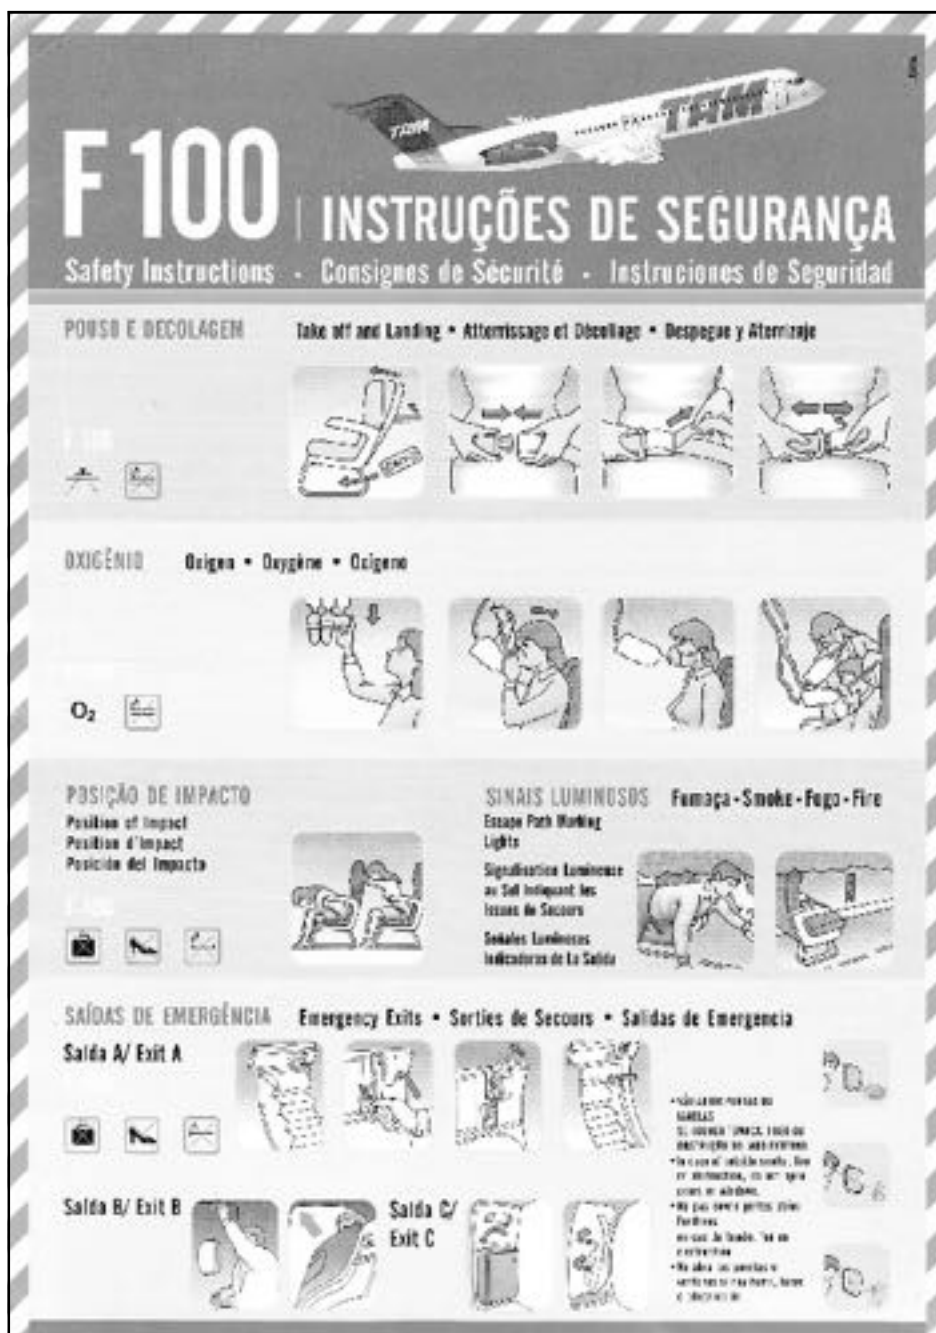 TAM
TAM
F 100
INSTRUÇÕES DE SEGURANÇA
Safety Instructions • Consignes de Sécurité • Instruciones de Seguridad
POUSO E DECOLAGEM
Take off and Landing • Atterrissage et Décollage • Despegue y Aterrizaje
OXIGÊNIO
Oxigen • Oxygène • Oxígeno
O₂
POSIÇÃO DE IMPACTO
Position of Impact
Position d'Impact
Posición del Impacto
SINAIS LUMINOSOS
Fumaça - Smoke - Fogo - Fire
Escape Path Marking
Lights
Signalisation Lumineuse
au Sol Indiquant les
Issues de Secours
Señales Luminosas
Indicadoras de La Salida
SAÍDAS DE EMERGÊNCIA
Emergency Exits • Sorties de Secours • Salidas de Emergencia
Saída A/ Exit A
Saída B/ Exit B
Saída C/
Exit C